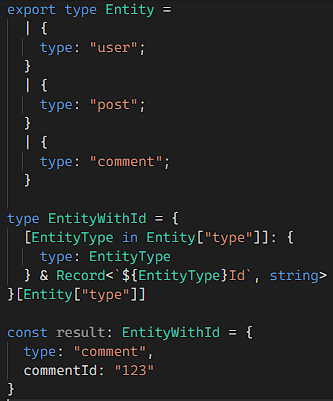 export type Entity =
  | {
    type: "user";
  }
  | {
    type: "post";
  }
  | {
    type: "comment";
  }

type EntityWithId = {
  [EntityType in Entity["type"]]: {
    type: EntityType
  } & Record<`${EntityType}Id`, string>
}[Entity["type"]]

const result: EntityWithId = {
  type: "comment",
  commentId: "123"
}